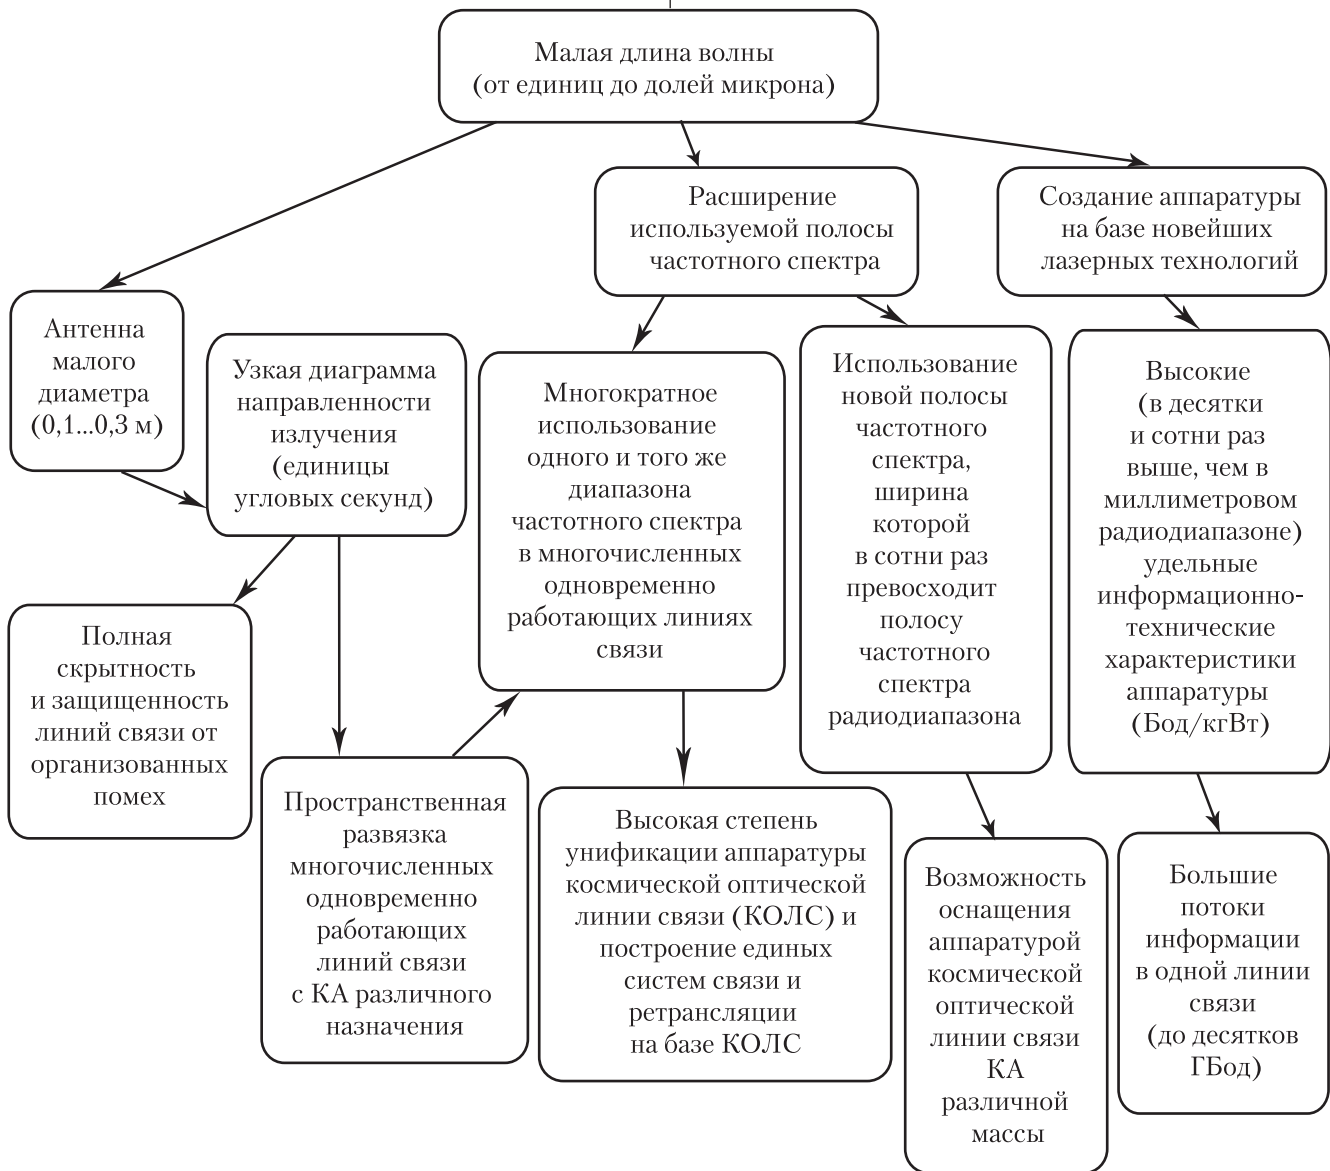 Малая длина волны
(от единиц до долей микрона)
Расширение
используемой полосы
частотного спектра
Создание аппаратуры
на базе новейших
лазерных технологий
Антенна
малого
диаметра
(0,1...0,3 м)
Узкая диаграмма
направленности
излучения
(единицы
угловых секунд)
Многократное
использование
одного и того же
диапазона
частотного спектра
в многочисленных
одновременно
работающих линиях
связи
Использование
новой полосы
частотного
спектра,
ширина
которой
в сотни раз
превосходит
полосу
частотного
спектра
радиодиапазона
Высокие
(в десятки
и сотни раз
выше, чем в
миллиметровом
радиодиапазоне)
удельные
информационно-
технические
характеристики
аппаратуры
(Бод/кгВт)
Полная
скрытность
и защищенность
линий связи от
организованных
помех
Пространственная
развязка
многочисленных
одновременно
работающих
линий связи
с КА различного
назначения
Высокая степень
унификации аппаратуры
космической оптической
линии связи (КОЛС) и
построение единых
систем связи и
ретрансляции
на базе КОЛС
Возможность
оснащения
аппаратурой
космической
оптической
линии связи
КА
различной
массы
Большие
потоки
информации
в одной линии
связи
(до десятков
ГБод)